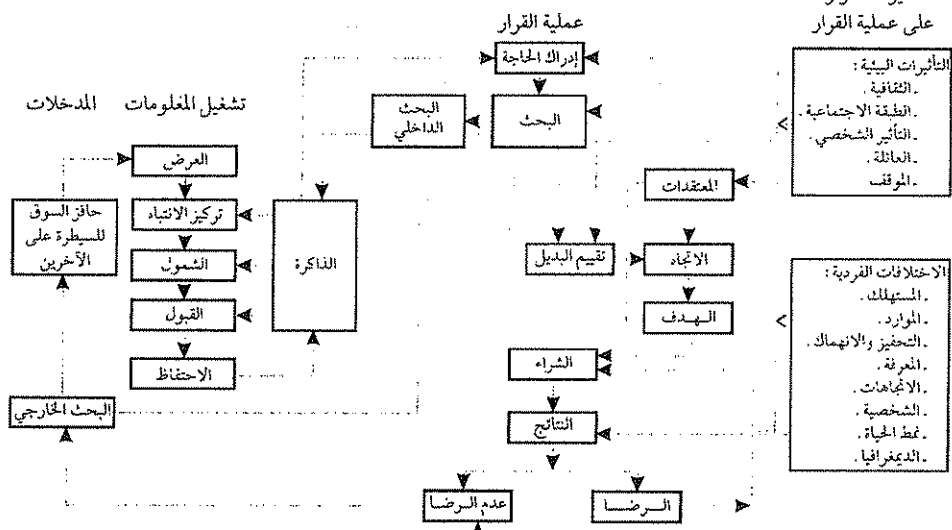 على عملية القرار
عملية القرار
تشغيل المعلومات
المدخلات
إدراك الحاجة
البحث
البحث
الداخلي
العرض
تركيز الانتباه
الشمول
القبول
الاحتفاظ
الذاكرة
حافز السوق
للسيطرة على
الآخرين
البحث الخارجي
المعتقدات
الاتجاه
الهدف
تقييم البديل
الشراء
النتائج
عدم الرضا
الرضا
التأثيرات البيئية :
.الثقافية
.الطبقة الاجتماعية
.التأثير الشخصي
.العائلة
.الموقف
الاختلافات الفردية :
.المستهلك
.الموارد
.التحفيز والانهماك
.المعرفة
.الاتجاهات
.الشخصية
.نمط الحياة
.الديمغرافيا